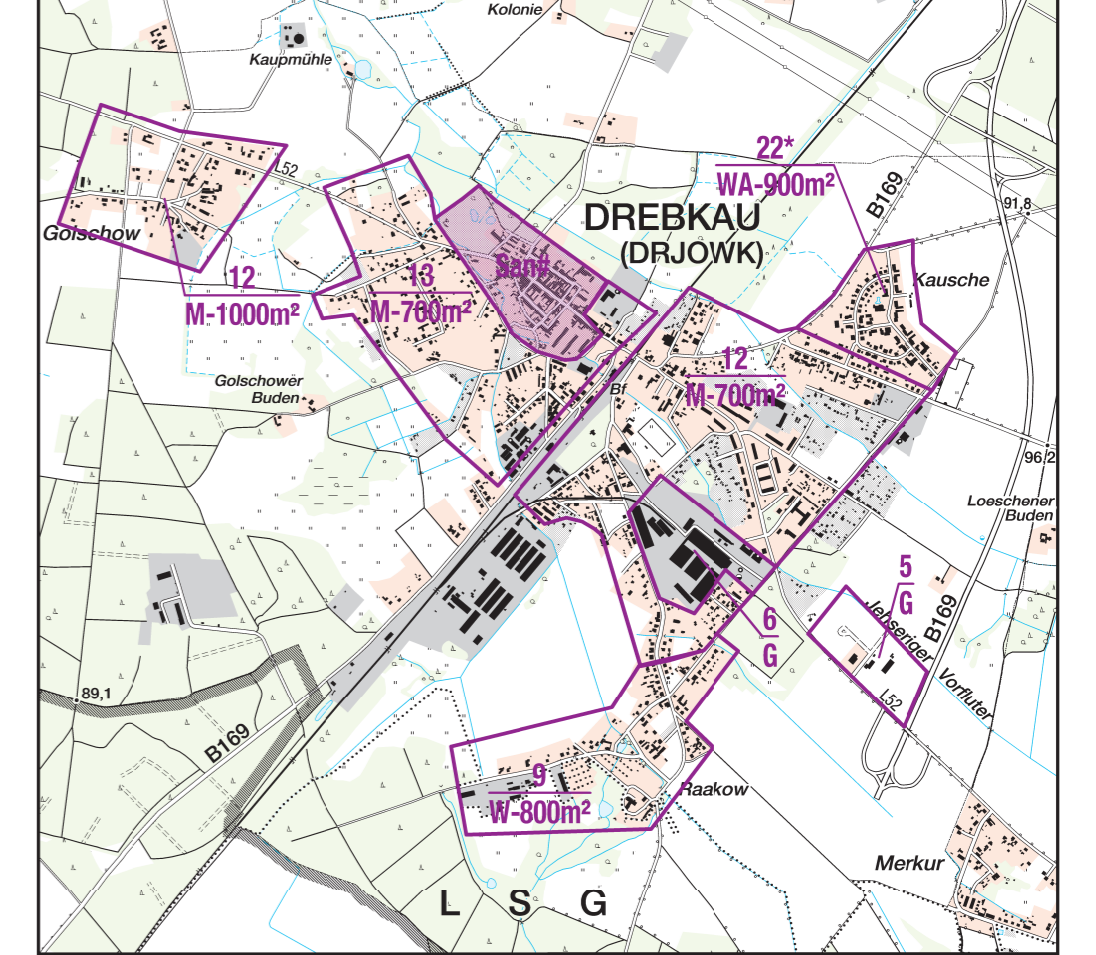 Kolonie
Kaupmühle
22*
WA-900m²
L52
B169
91,8
DREBKAU
(DRJOWK)
Golschow
San#
12
M-1000m²
13
M-700m²
Kausche
12
M-700m²
Golschower
Buden
Bf
96,2
Loeschener
Buden
5
G
Jehseriger
Vorfluter
B169
6
G
L52
89,1
B169
9
W-800m²
Raakow
Merkur
L S G